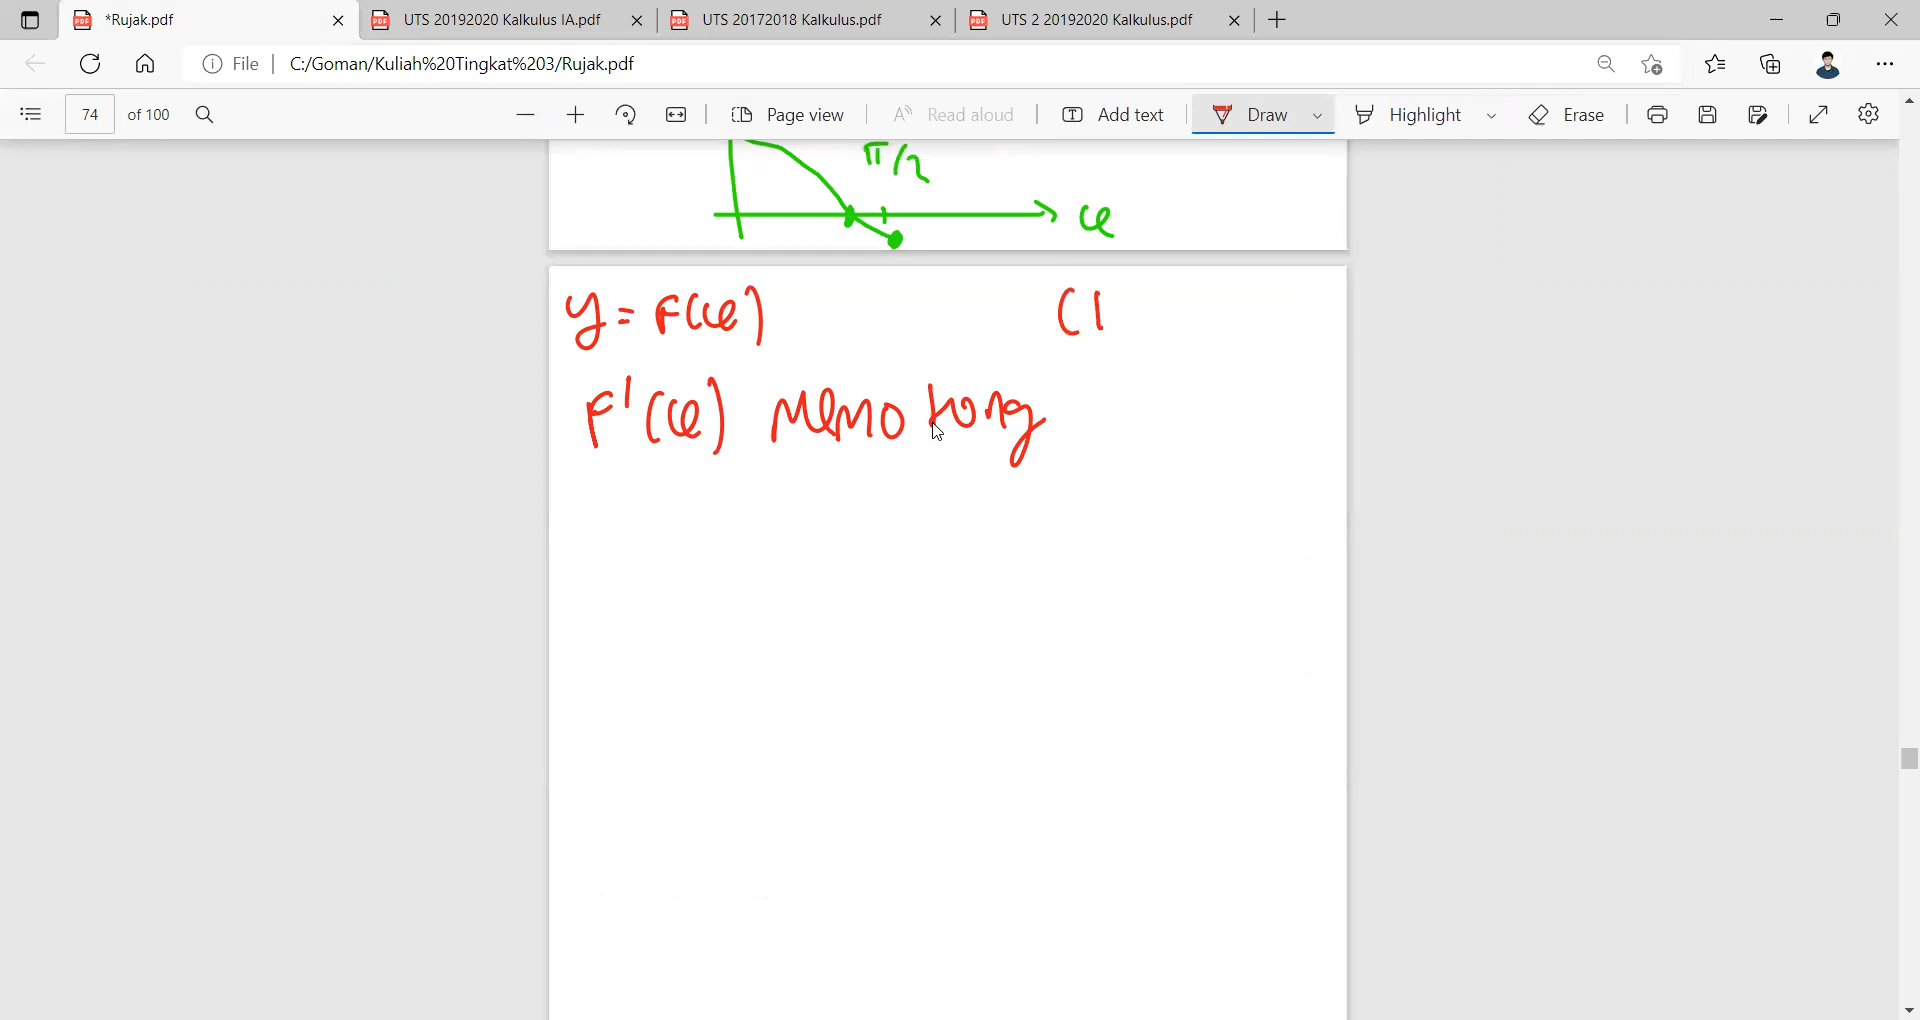 *Rujak.pdf
UTS 20192020 Kalkulus IA.pdf
UTS 20172018 Kalkulus.pdf
UTS 2 20192020 Kalkulus.pdf
File
C:/Goman/Kuliah%20Tingkat%203/Rujak.pdf
74 of 100
Page view
Read aloud
Add text
Draw
Highlight
Erase
π/2
x
y = f(x) (1
f'(x) memotong